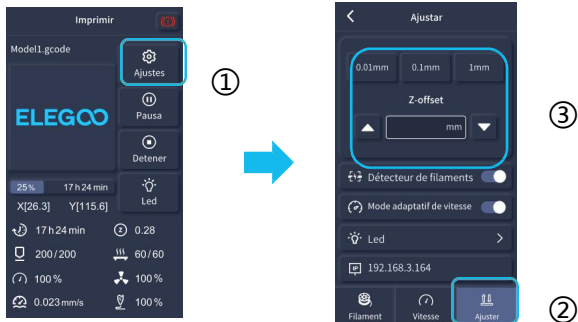 Imprimir
Model1.gcode
Ajustes
ELEGOO
Pausa
Detener
25% 17 h 24 min
Led
X[26.3] Y[115.6]
17 h 24 min 0.28
200/200 60/60
100% 100%
0.023 mm/s 100%
①
Ajustar
0.01mm 0.1mm 1mm
Z-offset
mm
Détecteur de filaments
Mode adaptatif de vitesse
Led
IP 192.168.3.164
Filament Vitesse Ajuster
③
②